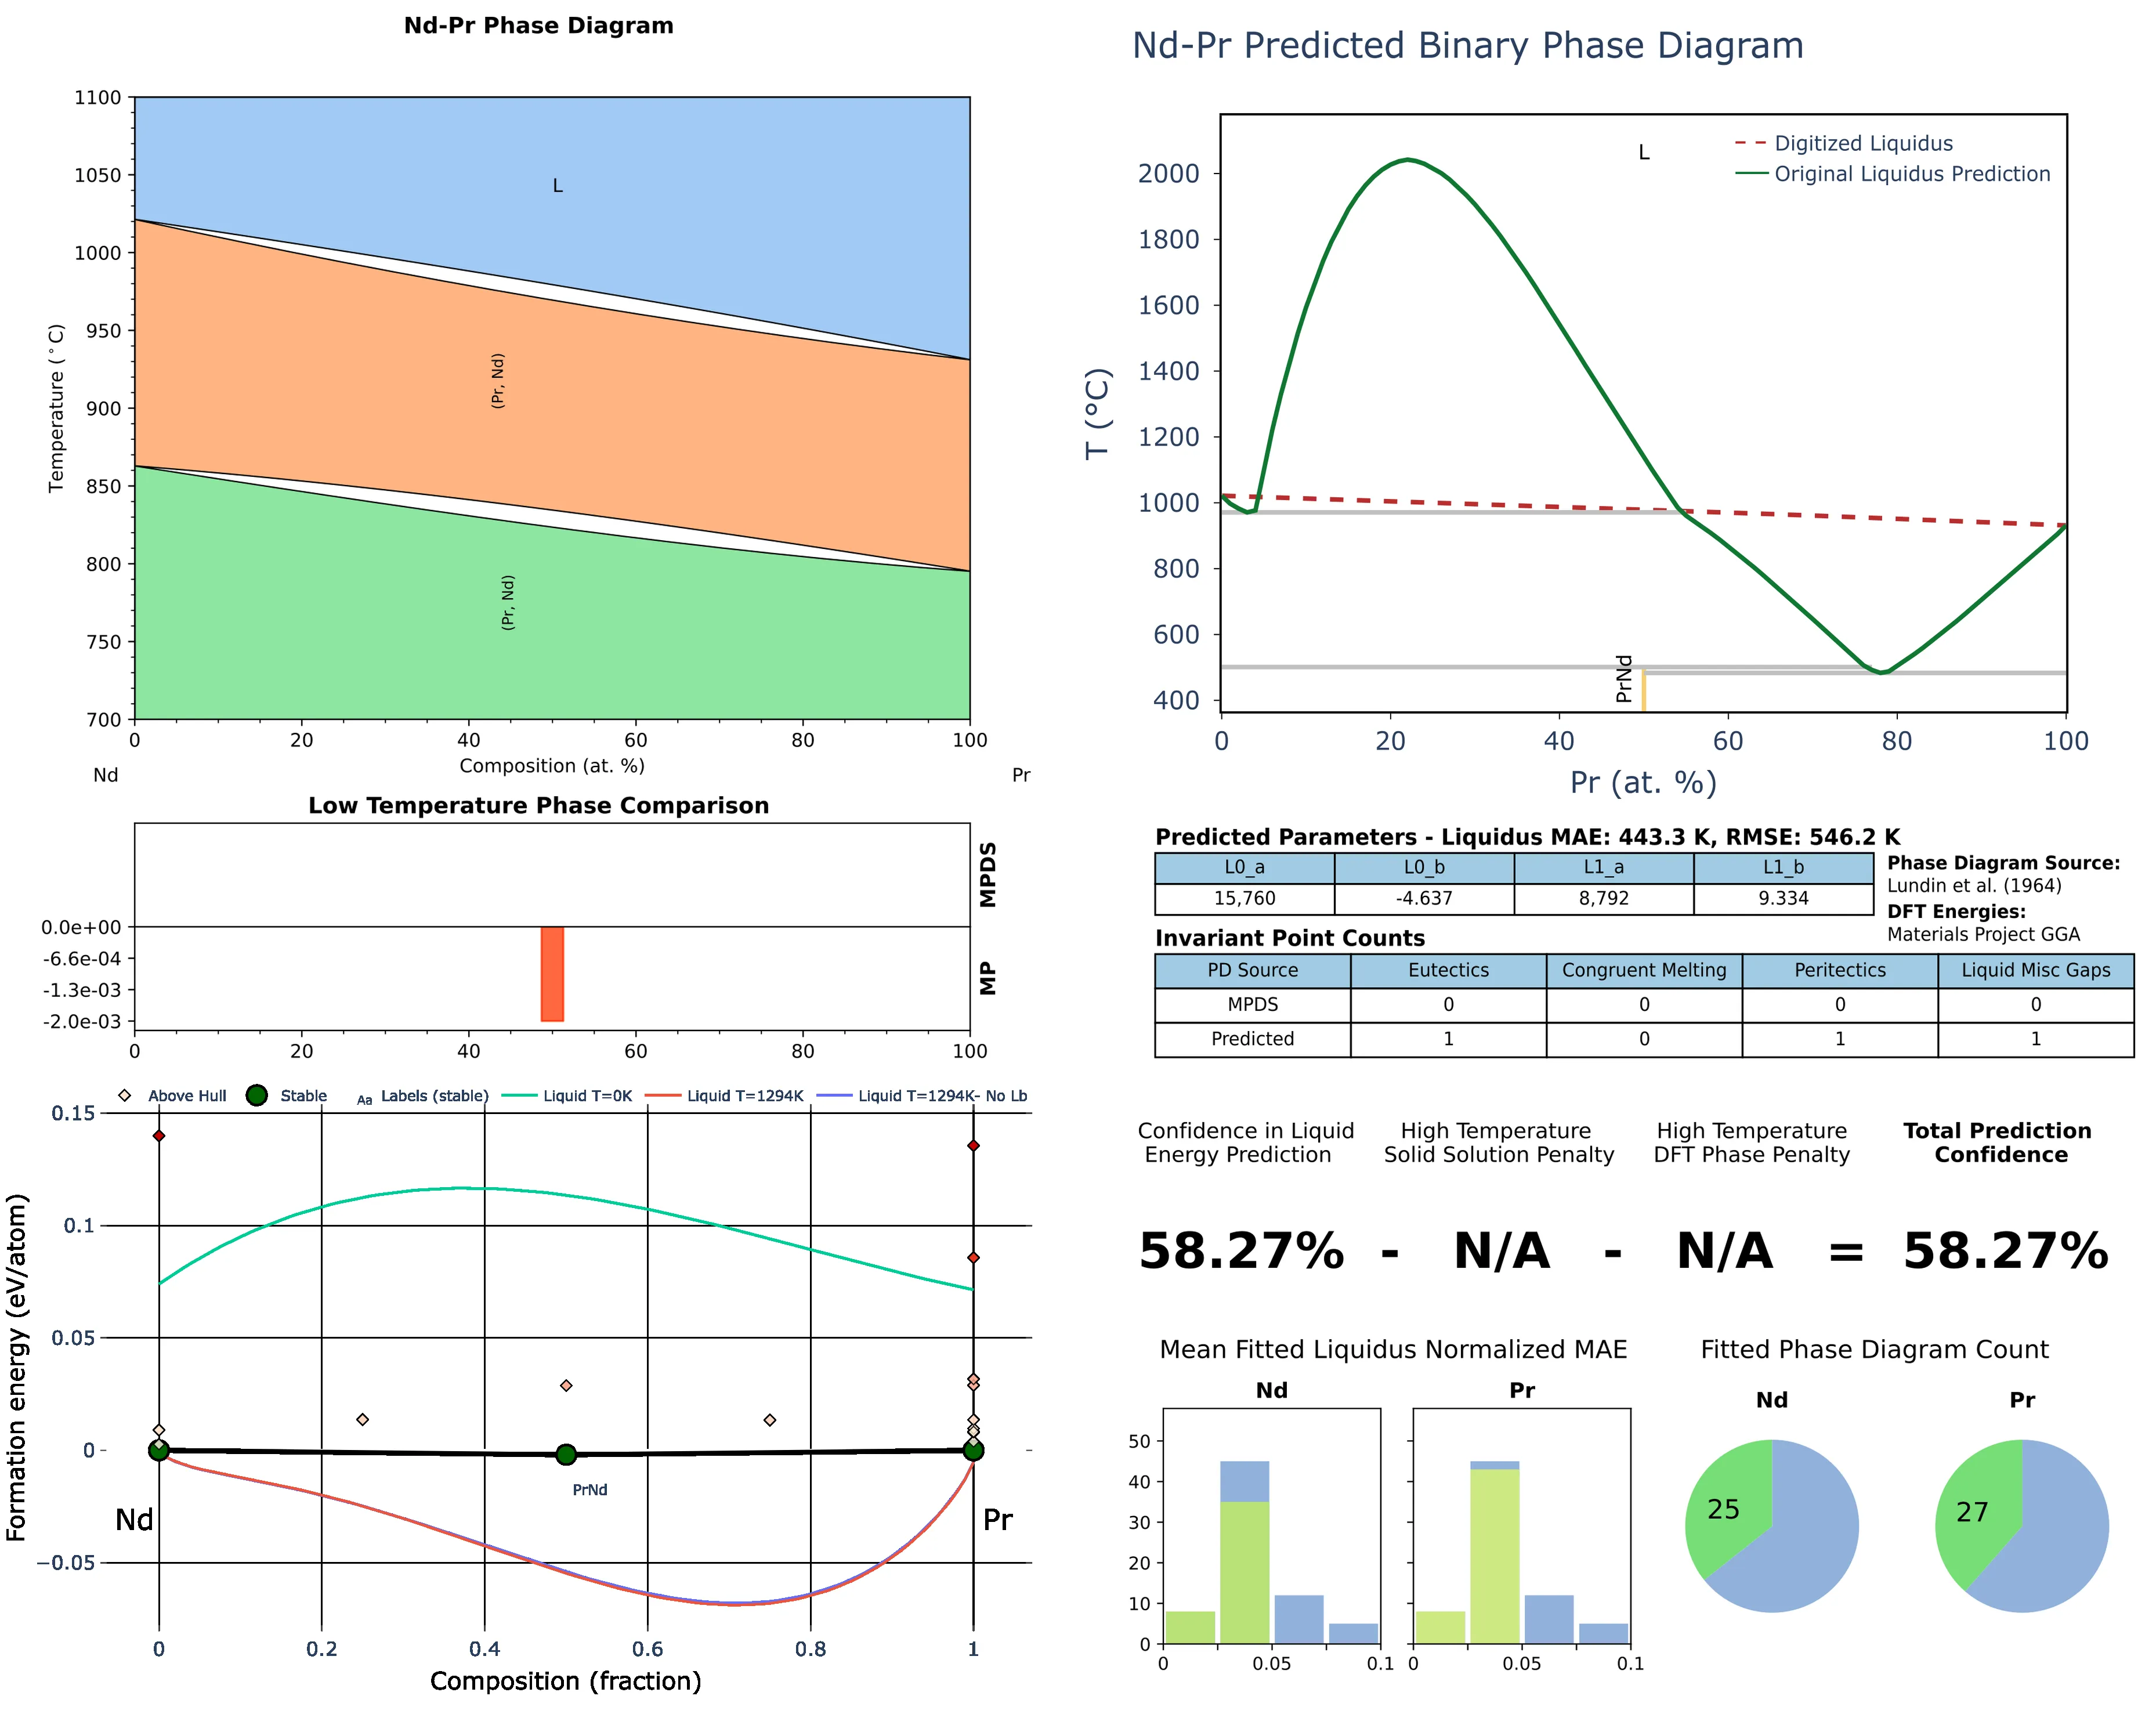 Nd-Pr Phase Diagram
1100
1050
1000
950
900
850
800
750
700
Temperature (°C)
L
(Pr, Nd)
(Pr, Nd)
0 20 40 60 80 100
Composition (at. %)
Nd Pr
Low Temperature Phase Comparison
0.0e+00
-6.6e-04
-1.3e-03
-2.0e-03
MPDS
MP
0 20 40 60 80 100
Above Hull Stable Aa Labels (stable) Liquid T=0K Liquid T=1294K Liquid T=1294K- No Lb
0.15
0.1
0.05
0
−0.05
Formation energy (eV/atom)
PrNd
Nd Pr
0 0.2 0.4 0.6 0.8 1
Composition (fraction)
Nd-Pr Predicted Binary Phase Diagram
L
Digitized Liquidus
Original Liquidus Prediction
2000
1800
1600
1400
1200
1000
800
600
400
T (°C)
PrNd
0 20 40 60 80 100
Pr (at. %)
Predicted Parameters - Liquidus MAE: 443.3 K, RMSE: 546.2 K
L0_a L0_b L1_a L1_b
15,760 -4.637 8,792 9.334
Phase Diagram Source:
Lundin et al. (1964)
DFT Energies:
Materials Project GGA
Invariant Point Counts
PD Source Eutectics Congruent Melting Peritectics Liquid Misc Gaps
MPDS 0 0 0 0
Predicted 1 0 1 1
Confidence in Liquid
Energy Prediction
High Temperature
Solid Solution Penalty
High Temperature
DFT Phase Penalty
Total Prediction
Confidence
58.27% - N/A - N/A = 58.27%
Mean Fitted Liquidus Normalized MAE
Nd Pr
50
40
30
20
10
0
0 0.05 0.1 0 0.05 0.1
Fitted Phase Diagram Count
Nd Pr
25 27